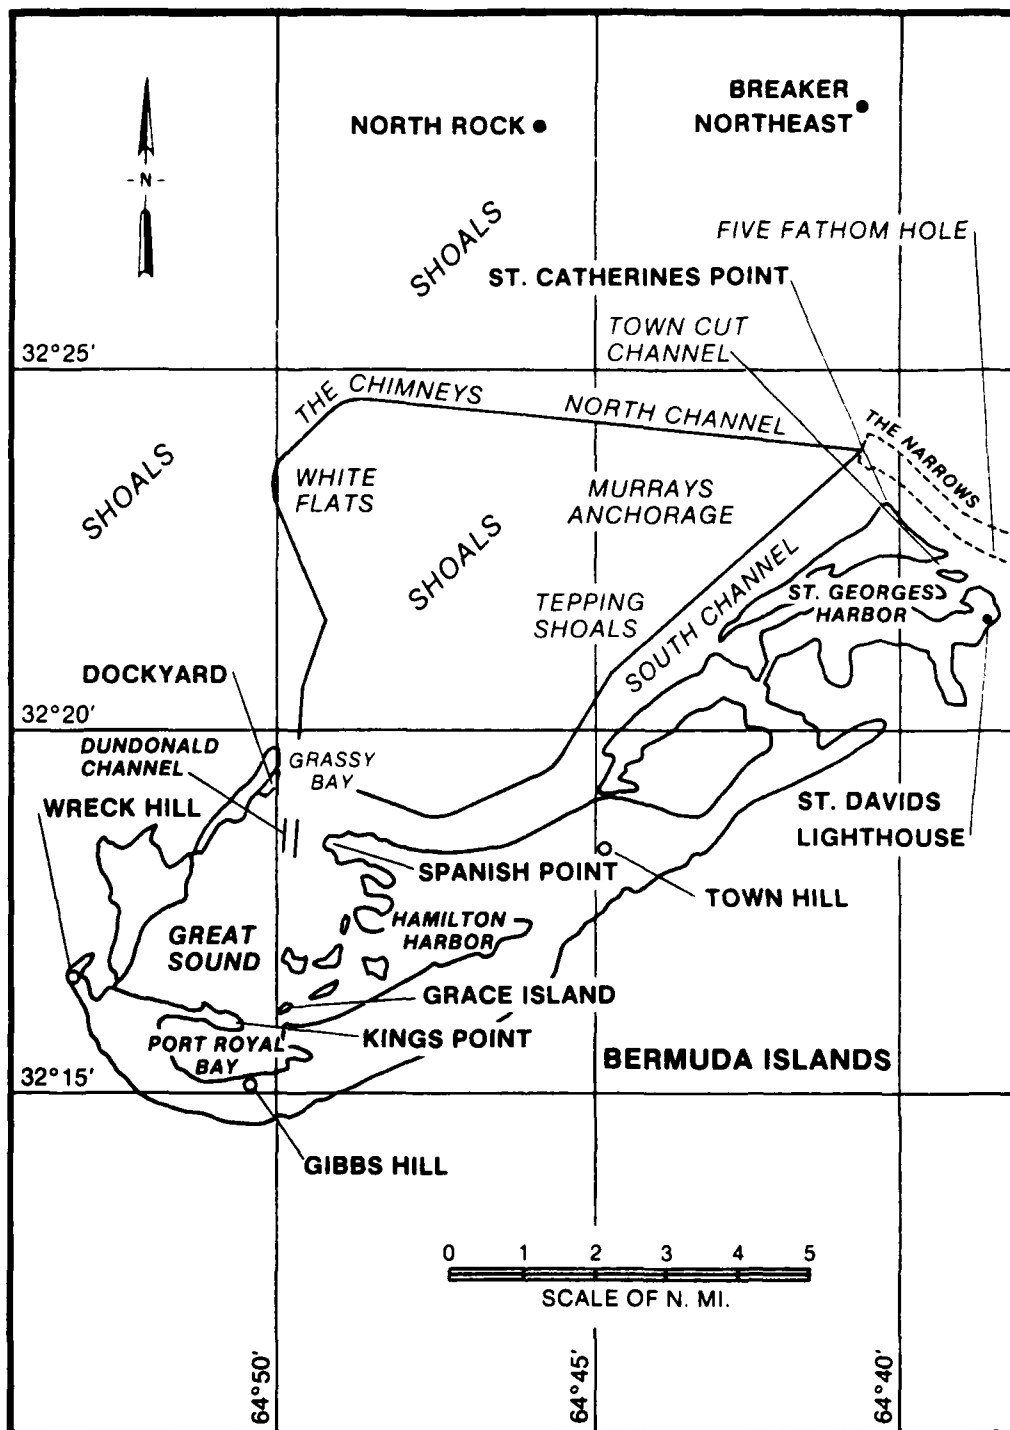 BREAKER
NORTHEAST
NORTH ROCK
- N -
SHOALS
FIVE FATHOM HOLE
ST. CATHERINES POINT
TOWN CUT
CHANNEL
32°25'
THE CHIMNEYS
NORTH CHANNEL
THE NARROWS
SHOALS
WHITE
FLATS
MURRAYS
ANCHORAGE
SHOALS
TEPPING
SHOALS
SOUTH CHANNEL
ST. GEORGES
HARBOR
DOCKYARD
32°20'
DUNDONALD
CHANNEL
GRASSY
BAY
WRECK HILL
ST. DAVIDS
LIGHTHOUSE
SPANISH POINT
TOWN HILL
GREAT
SOUND
HAMILTON
HARBOR
GRACE ISLAND
KINGS POINT
PORT ROYAL
BAY
BERMUDA ISLANDS
32°15'
GIBBS HILL
0 1 2 3 4 5
SCALE OF N. MI.
64°50'
64°45'
64°40'